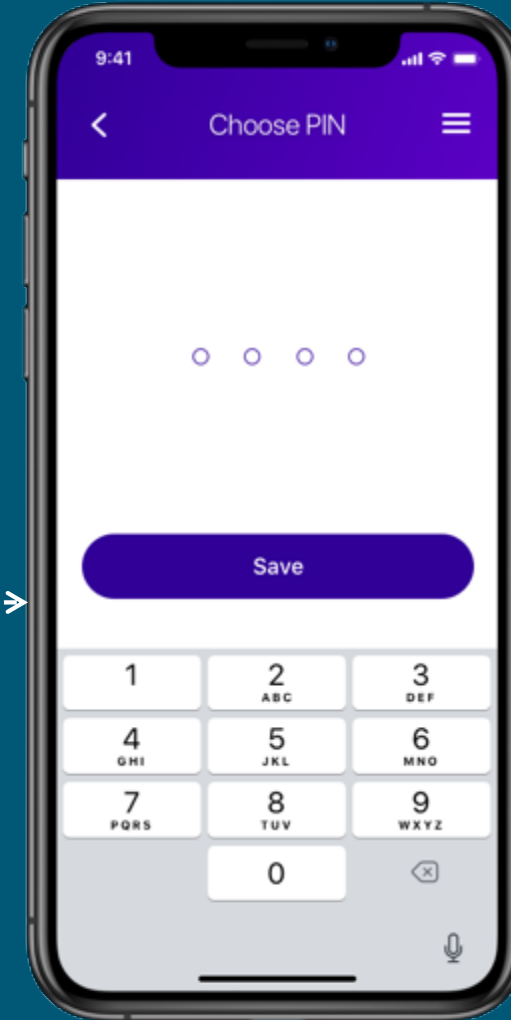 9:41
Choose PIN
Save
1 2 3
ABC DEF
4 5 6
GHI JKL MNO
7 8 9
PQRS TUV WXYZ
0